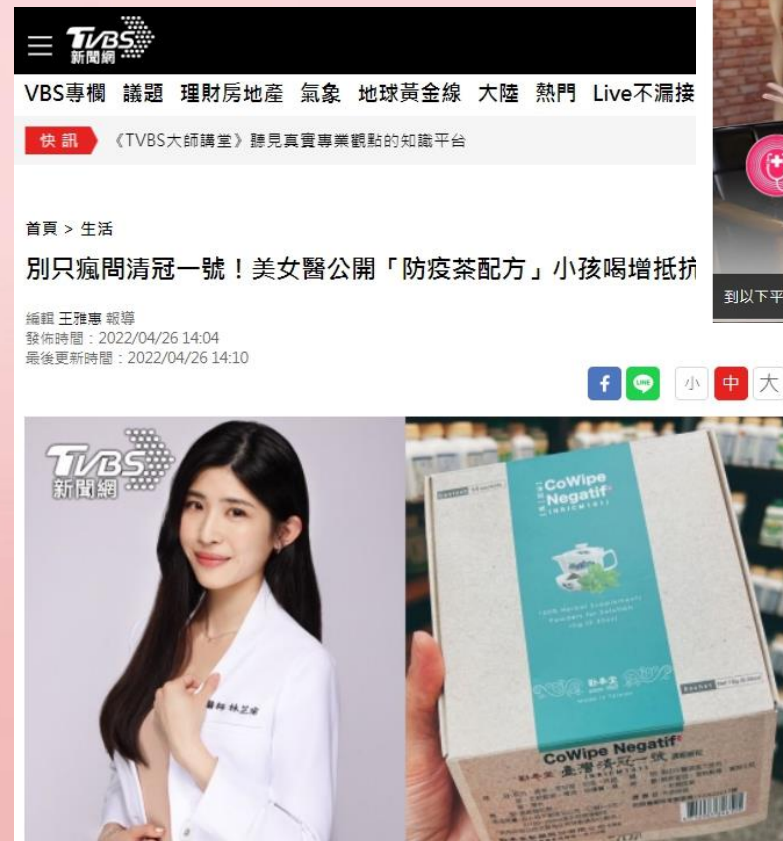 TVBS
新聞網
VBS專欄 議題 理財房地產 氣象 地球黃金線 大陸 熱門 Live不漏接
快訊 《TVBS大師講堂》聽見真實專業觀點的知識平台
首頁 > 生活
別只瘋問清冠一號！美女醫公開「防疫茶配方」小孩喝增抵抗
編輯 王雅惠 報導
發佈時間：2022/04/26 14:04
最後更新時間：2022/04/26 14:10
到以下平
f LINE 小 中 大
TVBS
新聞網
CoWipe
Negatif
100% Herbal Supplements
Powders for Solution
CoWipe Negatif
臺灣清冠一號